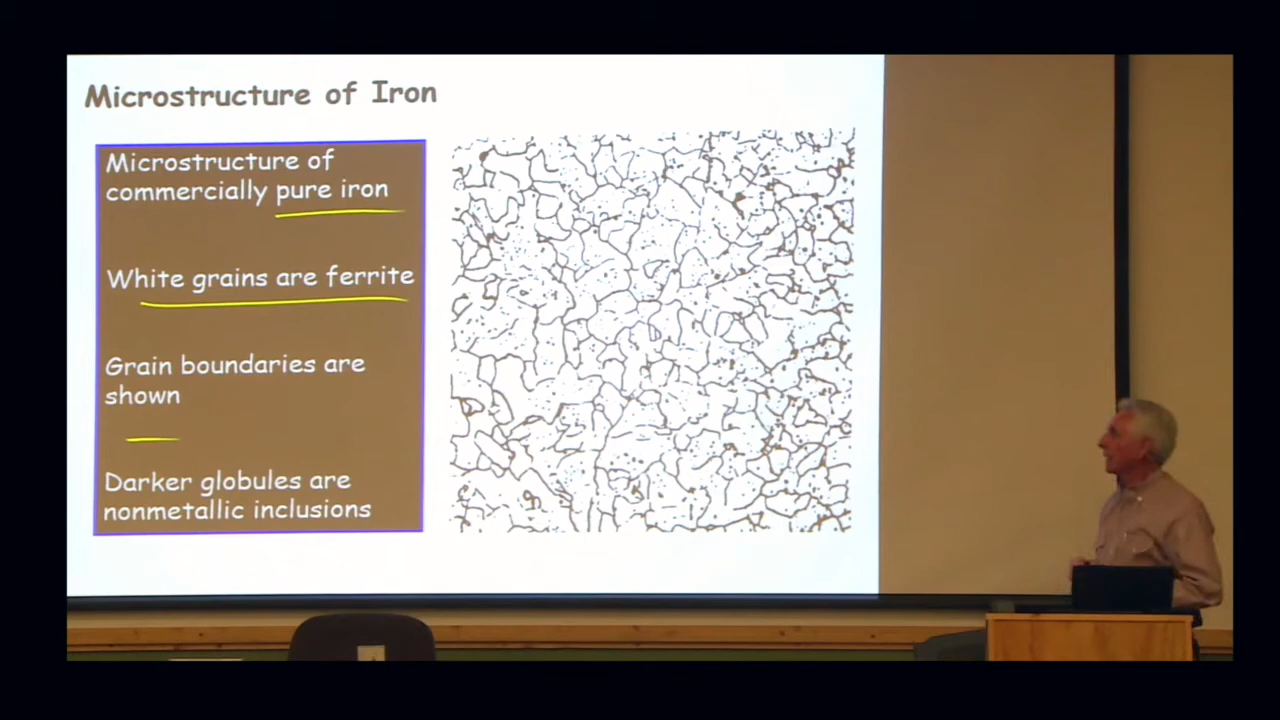 Microstructure of Iron
Microstructure of
commercially pure iron
White grains are ferrite
Grain boundaries are
shown
Darker globules are
nonmetallic inclusions